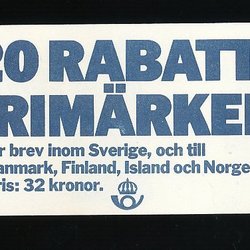 20 RABATT
RIMÄRKEN
r brev inom Sverige, och till
anmark, Finland, Island och Norge
ris: 32 kronor.